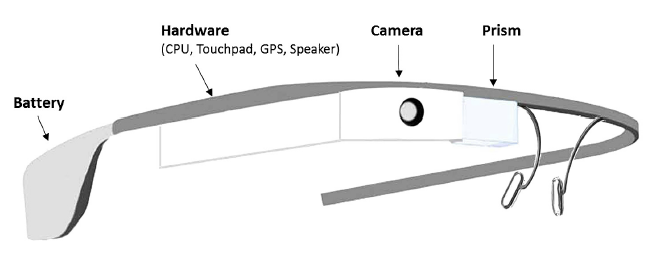 Hardware
(CPU, Touchpad, GPS, Speaker)
Camera
Prism
Battery